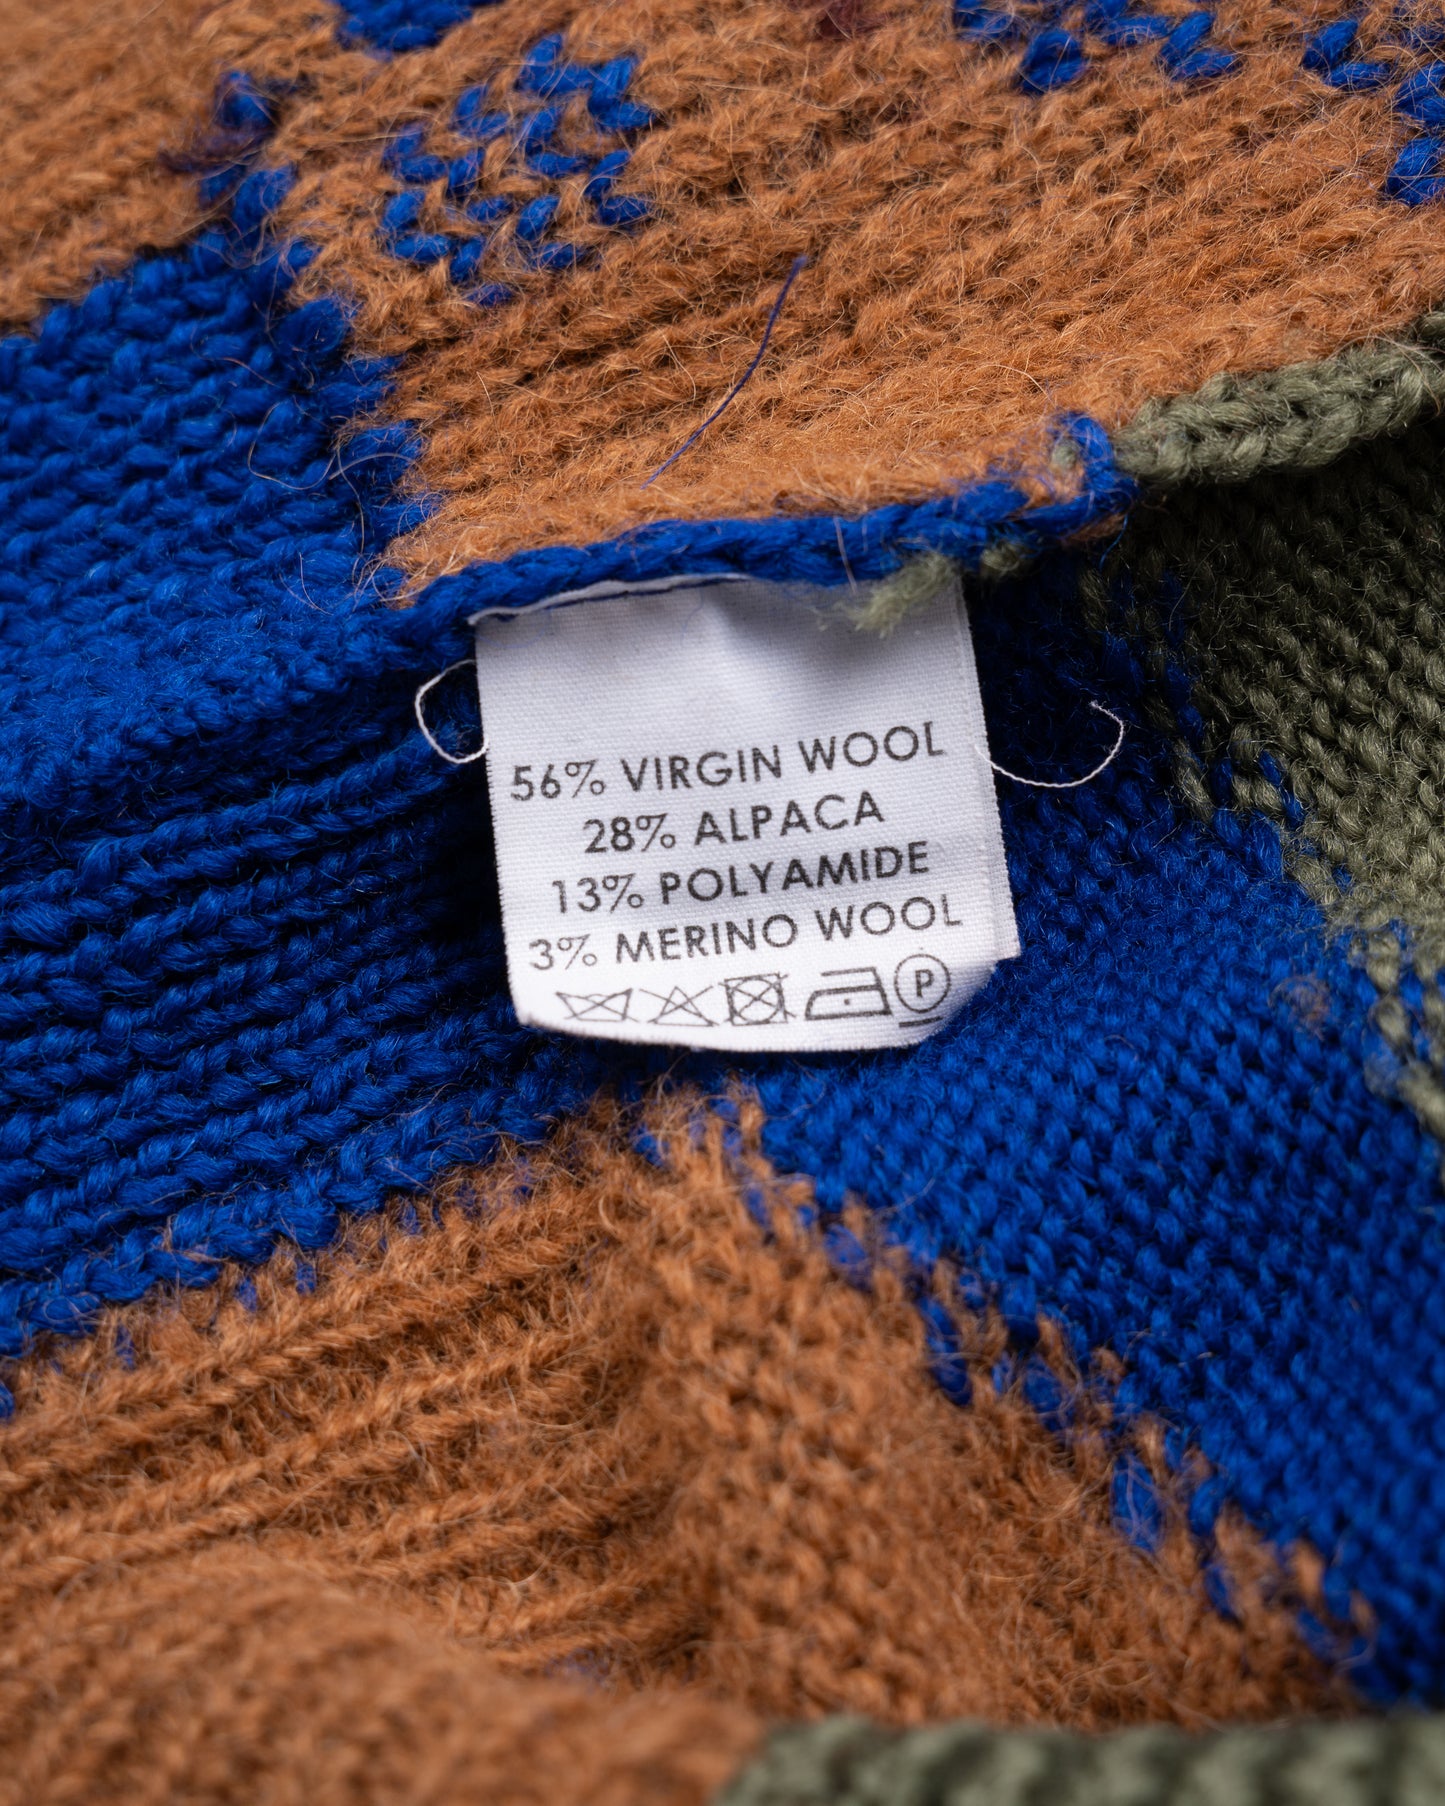 56% VIRGIN WOOL
28% ALPACA
13% POLYAMIDE
3% MERINO WOOL
P